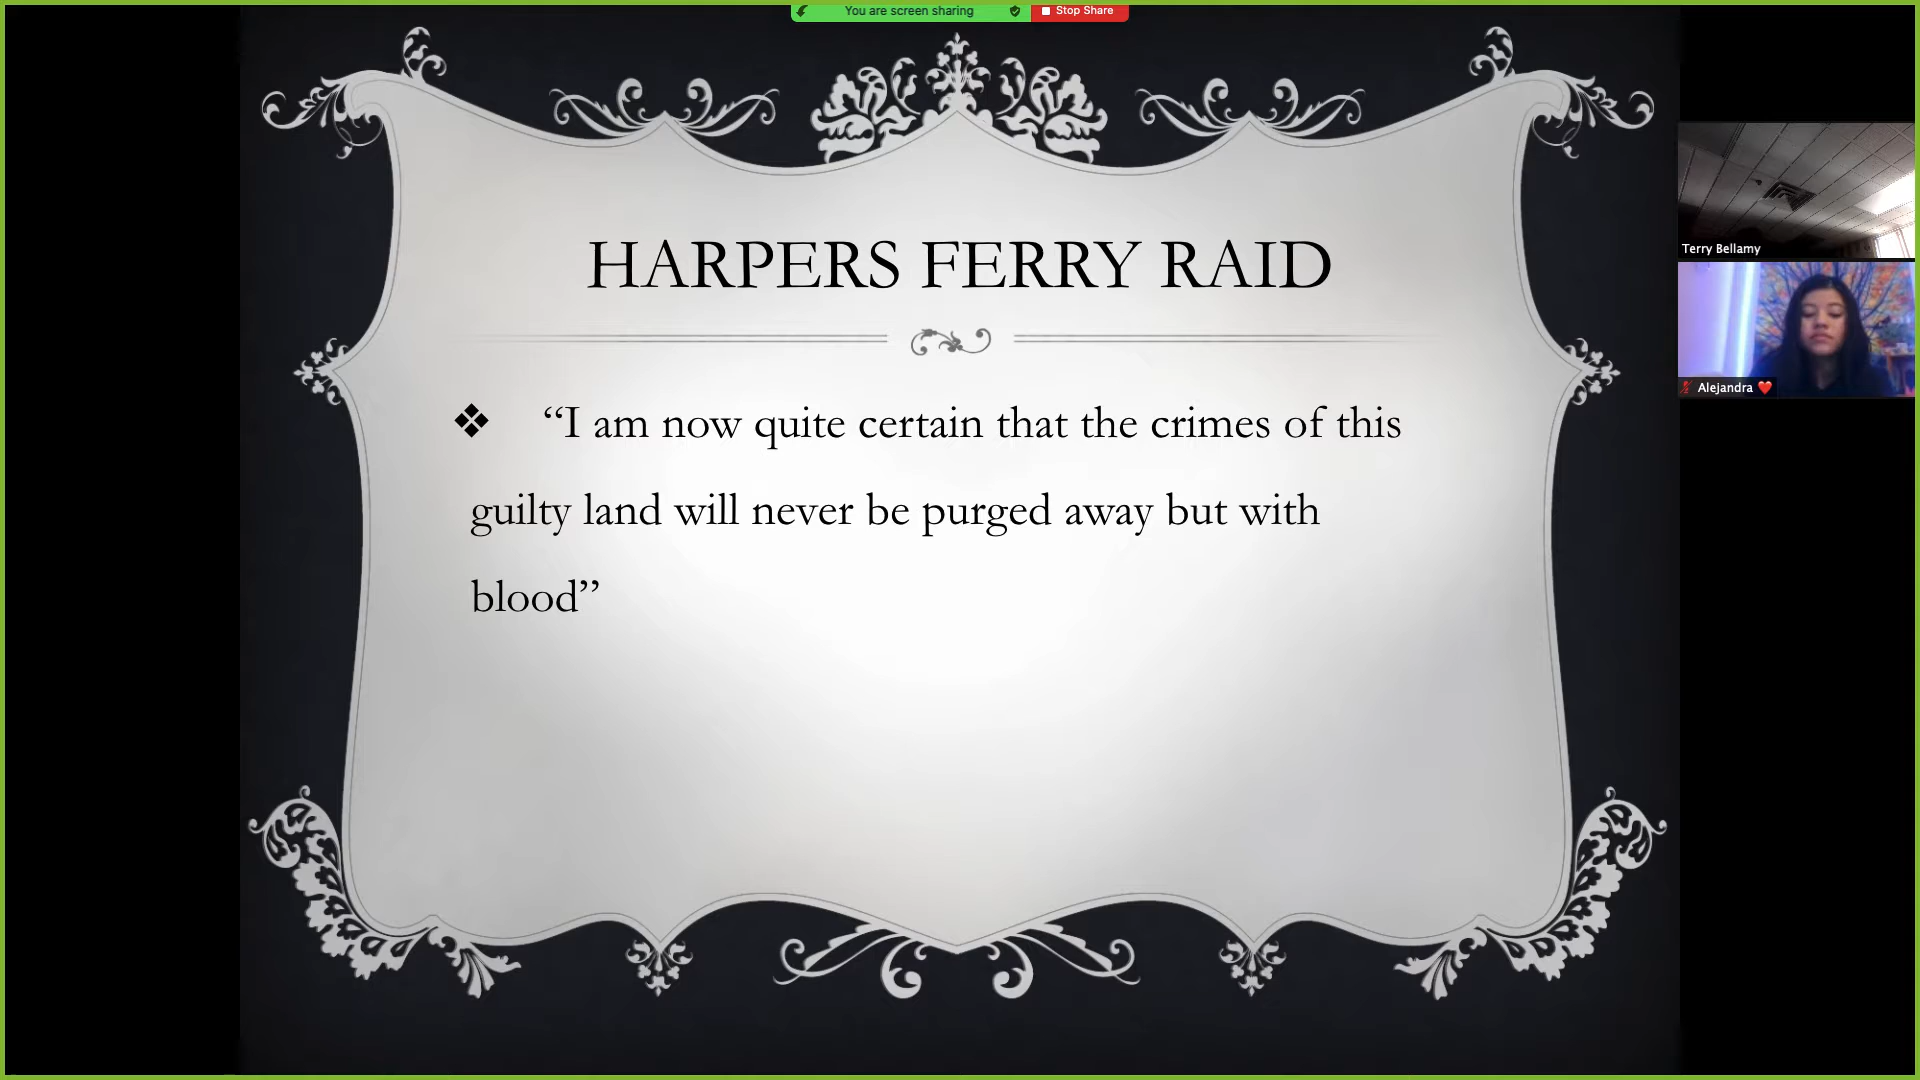 You are screen sharing
Stop Share
HARPERS FERRY RAID
❖ “I am now quite certain that the crimes of this
guilty land will never be purged away but with
blood”
Terry Bellamy
Alejandra ❤️